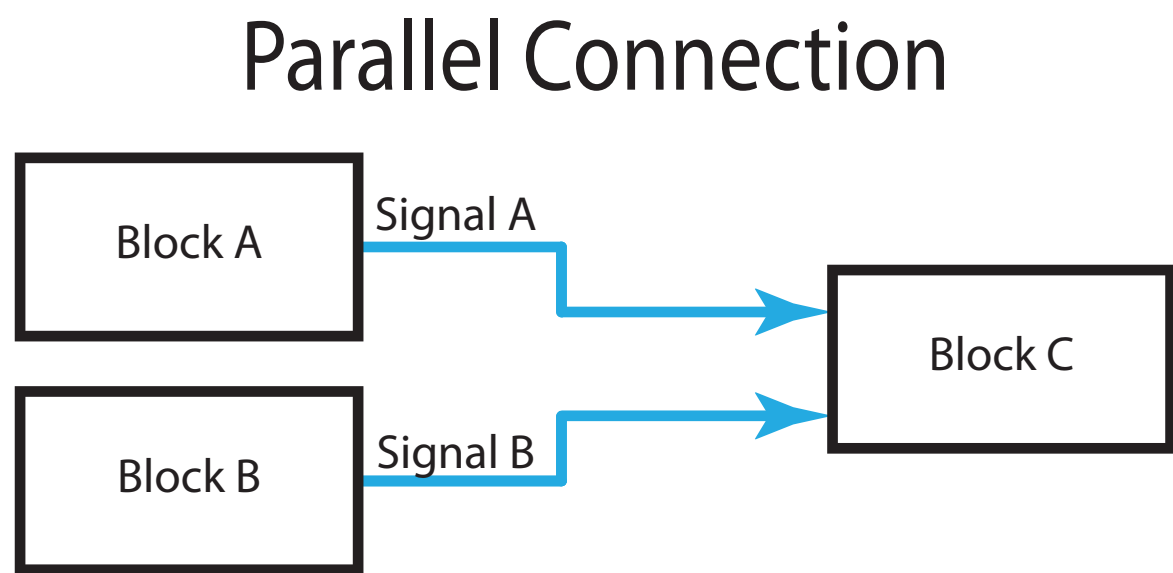 Parallel Connection
Block A
Signal A
Block C
Block B
Signal B